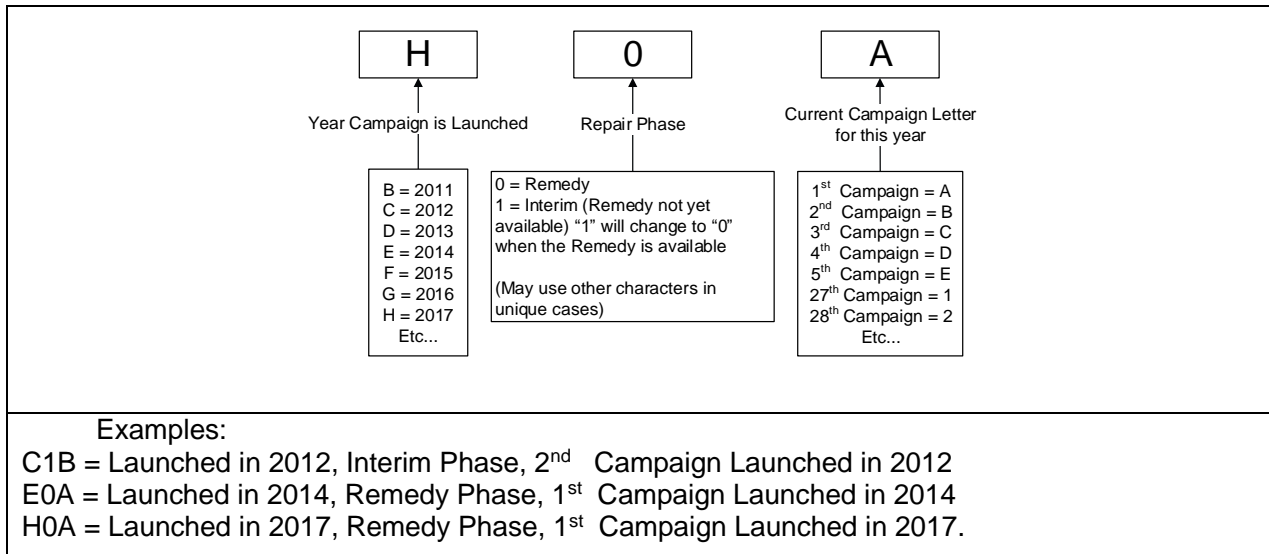 H 0 A
Year Campaign is Launched
Repair Phase
Current Campaign Letter
for this year
B = 2011
C = 2012
D = 2013
E = 2014
F = 2015
G = 2016
H = 2017
Etc...
0 = Remedy
1 = Interim (Remedy not yet
available) “1” will change to “0”
when the Remedy is available
(May use other characters in
unique cases)
1st Campaign = A
2nd Campaign = B
3rd Campaign = C
4th Campaign = D
5th Campaign = E
27th Campaign = 1
28th Campaign = 2
Etc...
Examples:
C1B = Launched in 2012, Interim Phase, 2nd Campaign Launched in 2012
E0A = Launched in 2014, Remedy Phase, 1st Campaign Launched in 2014
H0A = Launched in 2017, Remedy Phase, 1st Campaign Launched in 2017.